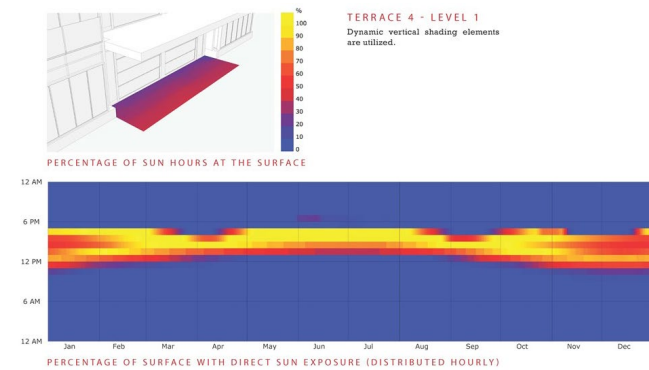 %
100
90
80
70
60
50
40
30
20
10
0
TERRACE 4 - LEVEL 1
Dynamic vertical shading elements
are utilized.
PERCENTAGE OF SUN HOURS AT THE SURFACE
12 AM
6 PM
12 PM
6 AM
12 AM
Jan Feb Mar Apr May Jun Jul Aug Sep Oct Nov Dec
PERCENTAGE OF SURFACE WITH DIRECT SUN EXPOSURE (DISTRIBUTED HOURLY)